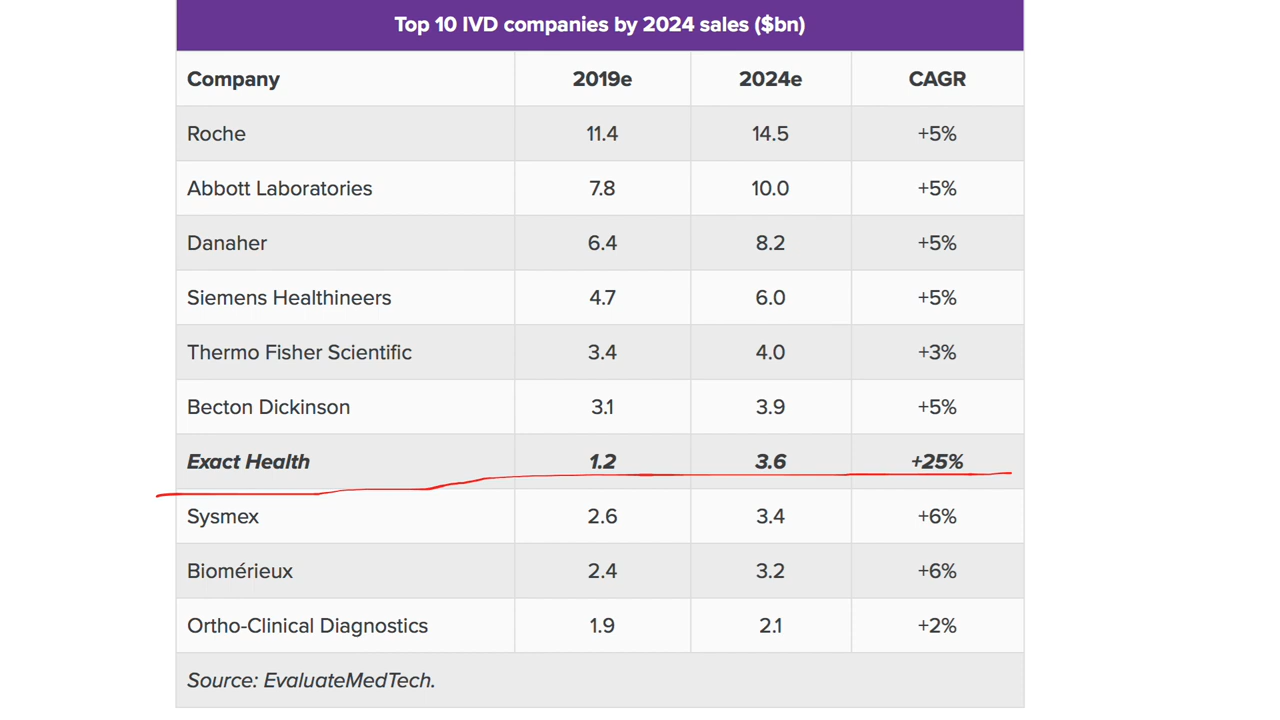 Top 10 IVD companies by 2024 sales ($bn)
Company 2019e 2024e CAGR
Roche 11.4 14.5 +5%
Abbott Laboratories 7.8 10.0 +5%
Danaher 6.4 8.2 +5%
Siemens Healthineers 4.7 6.0 +5%
Thermo Fisher Scientific 3.4 4.0 +3%
Becton Dickinson 3.1 3.9 +5%
Exact Health 1.2 3.6 +25%
Sysmex 2.6 3.4 +6%
Biomérieux 2.4 3.2 +6%
Ortho-Clinical Diagnostics 1.9 2.1 +2%
Source: EvaluateMedTech.